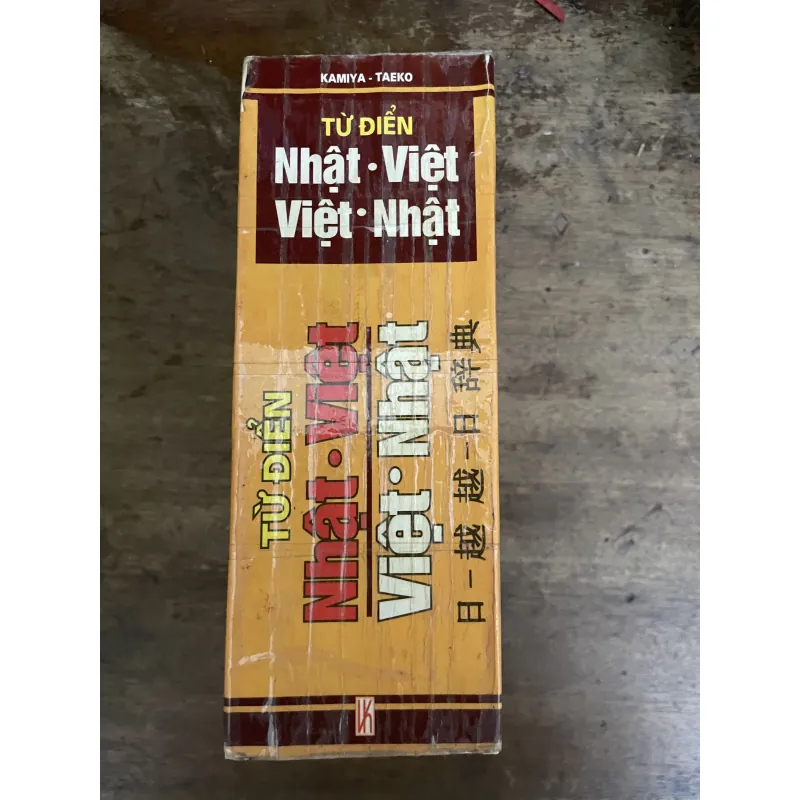 KAMIYA - TAEKO
TỪ ĐIỂN
Nhật · Việt
Việt · Nhật
TỪ ĐIỂN
Nhật · Việt
Việt · Nhật
日 - 越 越 - 日 辞 典
VK